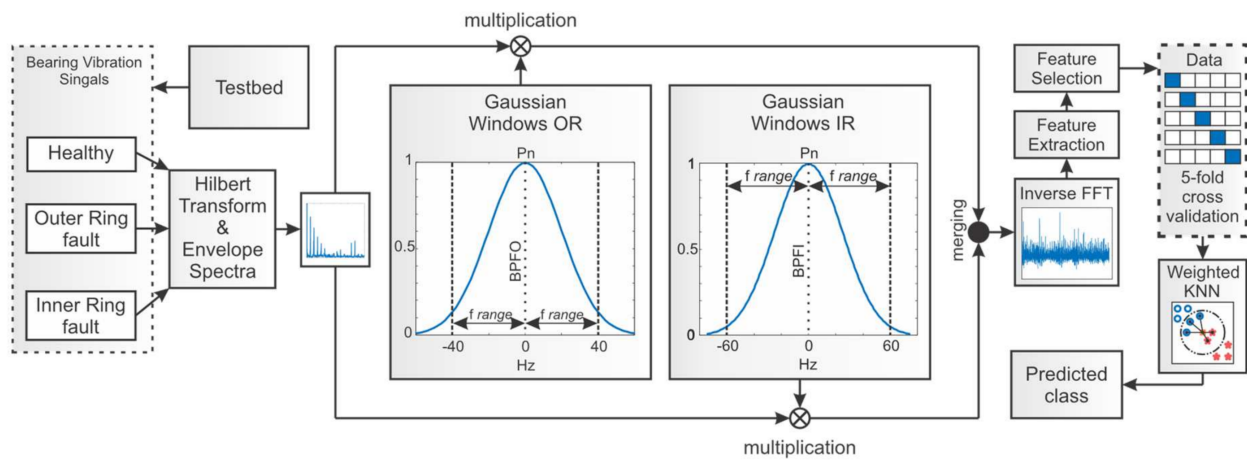 multiplication
Bearing Vibration
Singals
Testbed
Healthy
Outer Ring
fault
Inner Ring
fault
Hilbert
Transform
&
Envelope
Spectra
Gaussian
Windows OR
Pn
1
f range
0.5
BPFO
f range f range
0
-40 0 40
Hz
Gaussian
Windows IR
Pn
1
f range f range
0.5
BPFI
0
-60 0 60
Hz
multiplication
merging
Feature
Selection
Feature
Extraction
Inverse FFT
Data
5-fold
cross
validation
Weighted
KNN
Predicted
class